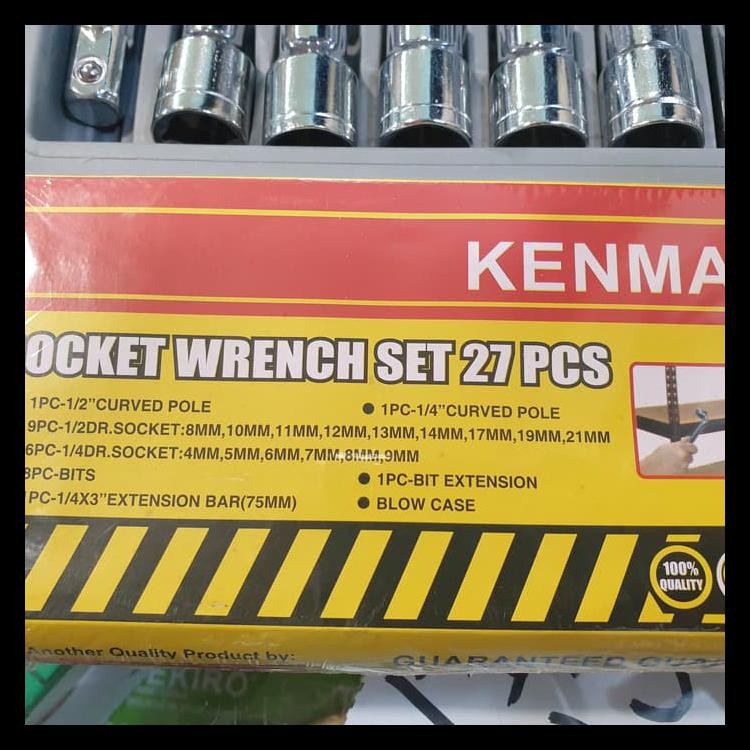 KENMA
OCKET WRENCH SET 27 PCS
1PC-1/2"CURVED POLE ● 1PC-1/4"CURVED POLE
9PC-1/2DR.SOCKET:8MM,10MM,11MM,12MM,13MM,14MM,17MM,19MM,21MM
6PC-1/4DR.SOCKET:4MM,5MM,6MM,7MM,8MM,9MM
8PC-BITS ● 1PC-BIT EXTENSION
1PC-1/4X3"EXTENSION BAR(75MM) ● BLOW CASE
100%
QUALITY
Another Quality Product by:
GUARANTEED
EKIRO